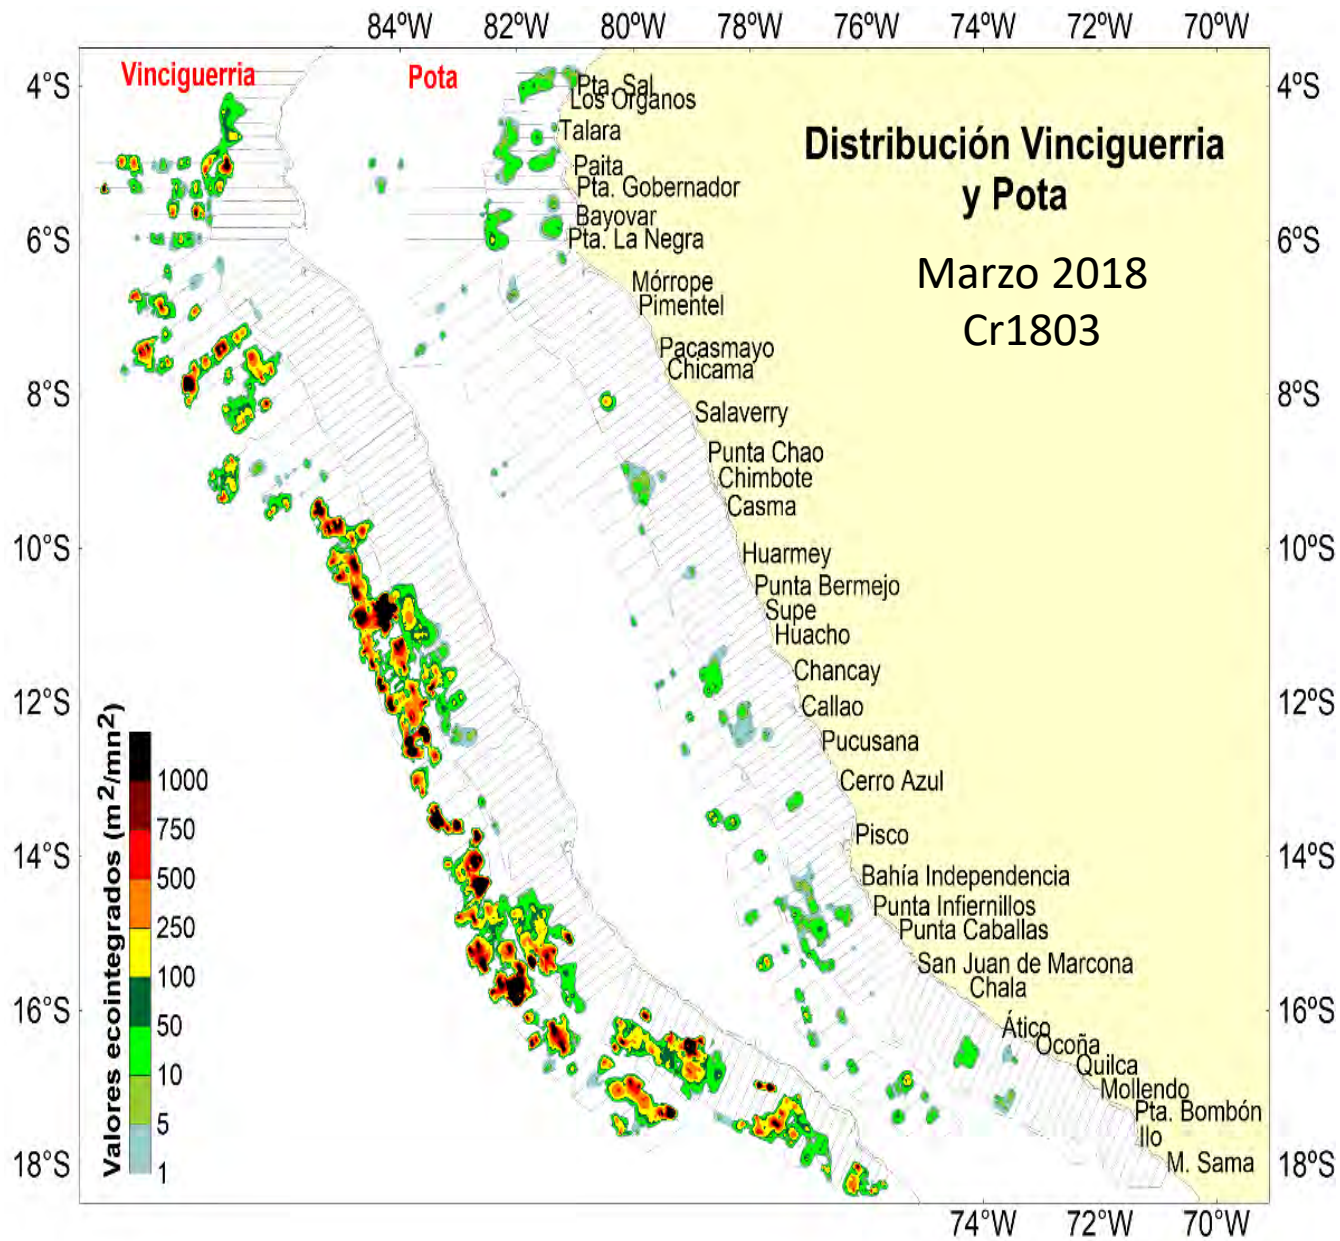 84ºW 82ºW 80ºW 78ºW 76ºW 74ºW 72ºW 70ºW
Vinciguerria
Pota
4ºS
4ºS
Pta. Sal
Los Organos
Talara
Distribución Vinciguerria
y Pota
Paita
Pta. Gobernador
Bayovar
6ºS
Pta. La Negra
6ºS
Marzo 2018
Cr1803
Mórrope
Pimentel
Pacasmayo
Chicama
8ºS
8ºS
Salaverry
Punta Chao
Chimbote
Casma
10ºS
Huarmey
10ºS
Punta Bermejo
Supe
Huacho
Chancay
12ºS
Callao
12ºS
Pucusana
Cerro Azul
Pisco
14ºS
14ºS
Bahía Independencia
Punta Infiernillos
Punta Caballas
San Juan de Marcona
Chala
16ºS
16ºS
Ático
Ocoña
Quilca
Mollendo
Pta. Bombón
Ilo
18ºS
M. Sama
18ºS
Valores ecointegrados (m²/mn²)
1000
750
500
250
100
50
10
5
1
74ºW 72ºW 70ºW